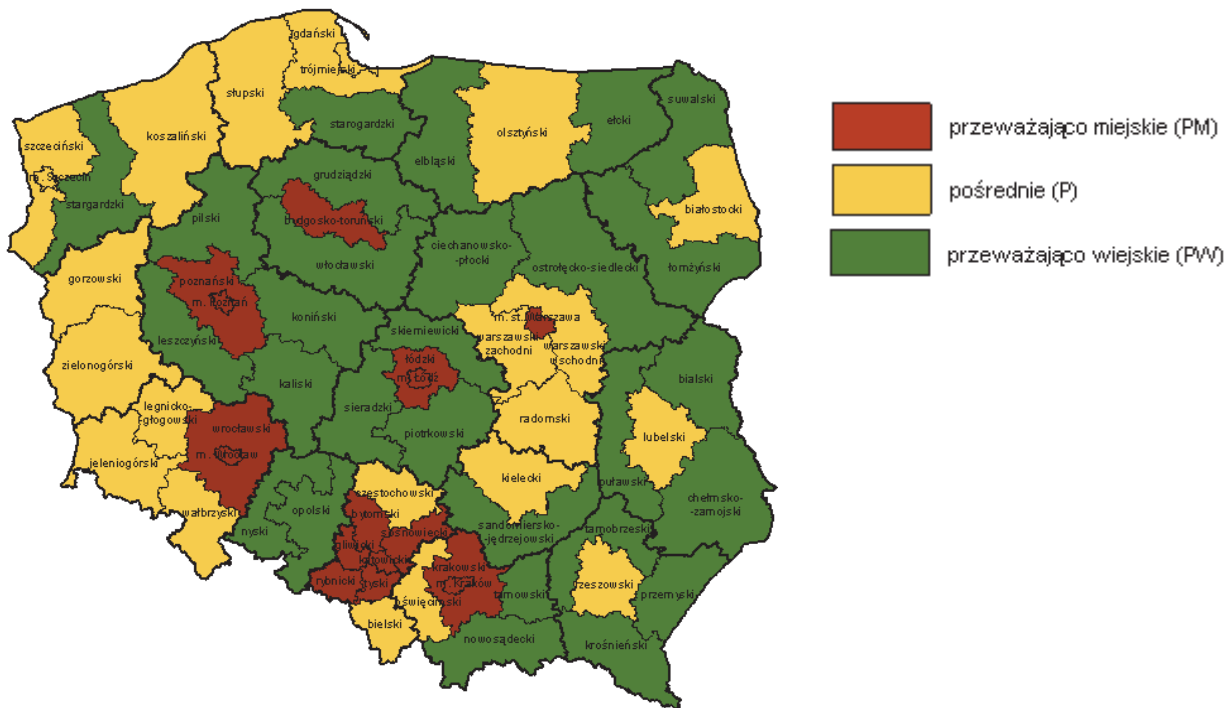 gdański
trójmiejski
słupski
starogardzki
koszaliński
szczeciński
m. Szczecin
stargardzki
elbląski
olsztyński
ełcki
suwalski
białostocki
łomżyński
grudziądzki
bydgosko-toruński
włocławski
pilski
poznański
m. Poznań
leszczyński
koniński
kaliski
gorzowski
zielonogórski
ciechanowsko-
-płocki
ostrołęcko-siedlecki
m. st. Warszawa
warszawski
zachodni
warszawski
wschodni
radomski
skierniewicki
łódzki
m. Łódź
sieradzki
piotrkowski
legnicko-
-głogowski
jeleniogórski
wrocławski
m. Wrocław
wałbrzyski
nyski
opolski
częstochowski
bytomski
sosnowiecki
gliwicki
katowicki
rybnicki
tyski
bielski
oświęcimski
krakowski
m. Kraków
tarnowski
nowosądecki
kielecki
sandomiersko-
-jędrzejowski
bialski
lubelski
puławski
chełmsko-
-zamojski
tarnobrzeski
rzeszowski
przemyski
krośnieński
przeważająco miejskie (PM)
pośrednie (P)
przeważająco wiejskie (PW)